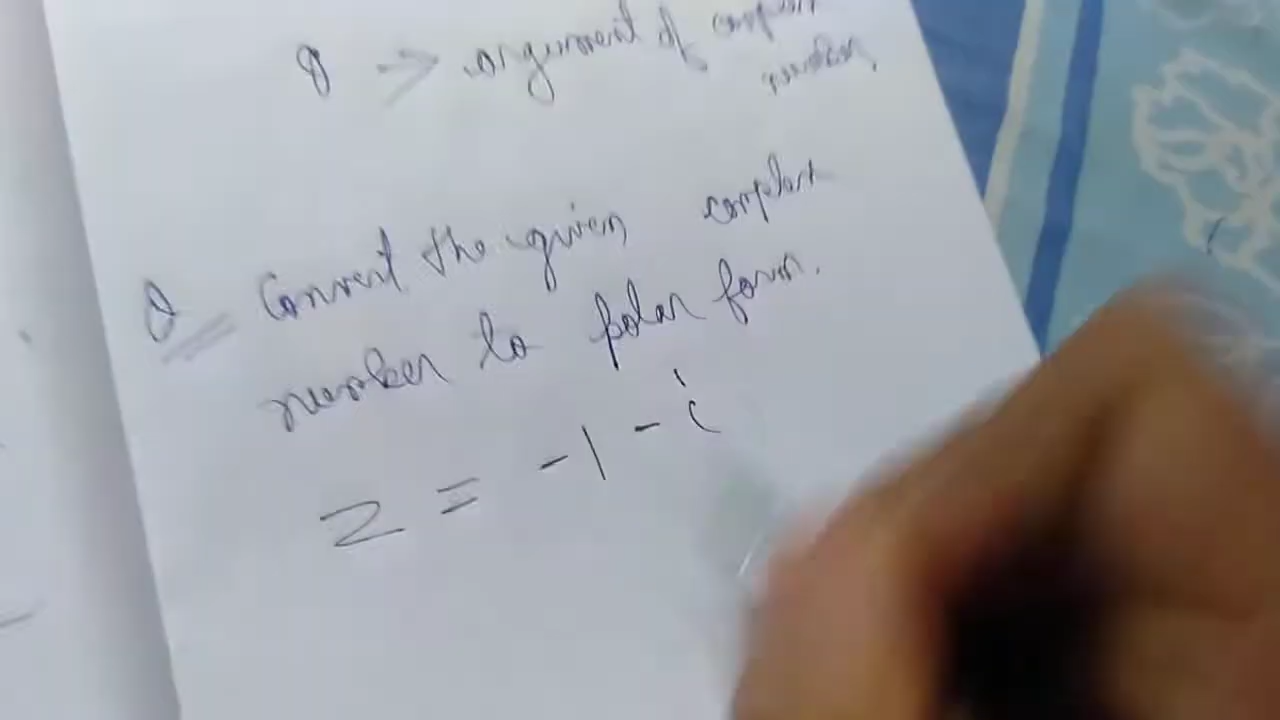 θ → argument of complex
number,
Q Convert the given complex
number to polar form.
z = -1 - i